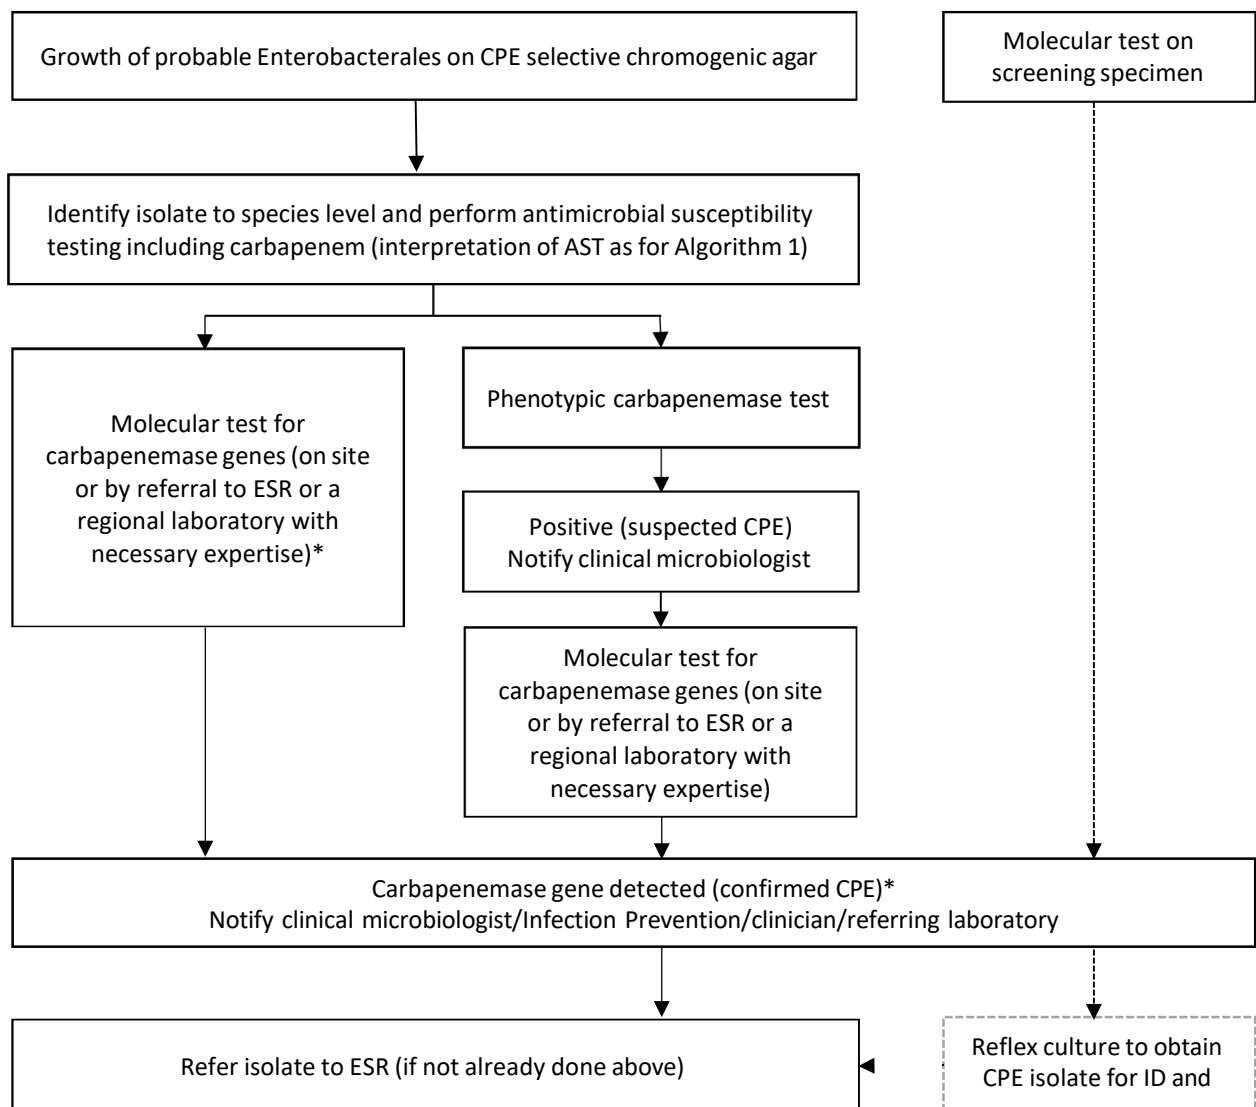 Growth of probable Enterobacterales on CPE selective chromogenic agar
Molecular test on
screening specimen
Identify isolate to species level and perform antimicrobial susceptibility
testing including carbapenem (interpretation of AST as for Algorithm 1)
Molecular test for
carbapenemase genes (on site
or by referral to ESR or a
regional laboratory with
necessary expertise)*
Phenotypic carbapenemase test
Positive (suspected CPE)
Notify clinical microbiologist
Molecular test for
carbapenemase genes (on site
or by referral to ESR or a
regional laboratory with
necessary expertise)
Carbapenemase gene detected (confirmed CPE)*
Notify clinical microbiologist/Infection Prevention/clinician/referring laboratory
Refer isolate to ESR (if not already done above)
Reflex culture to obtain
CPE isolate for ID and